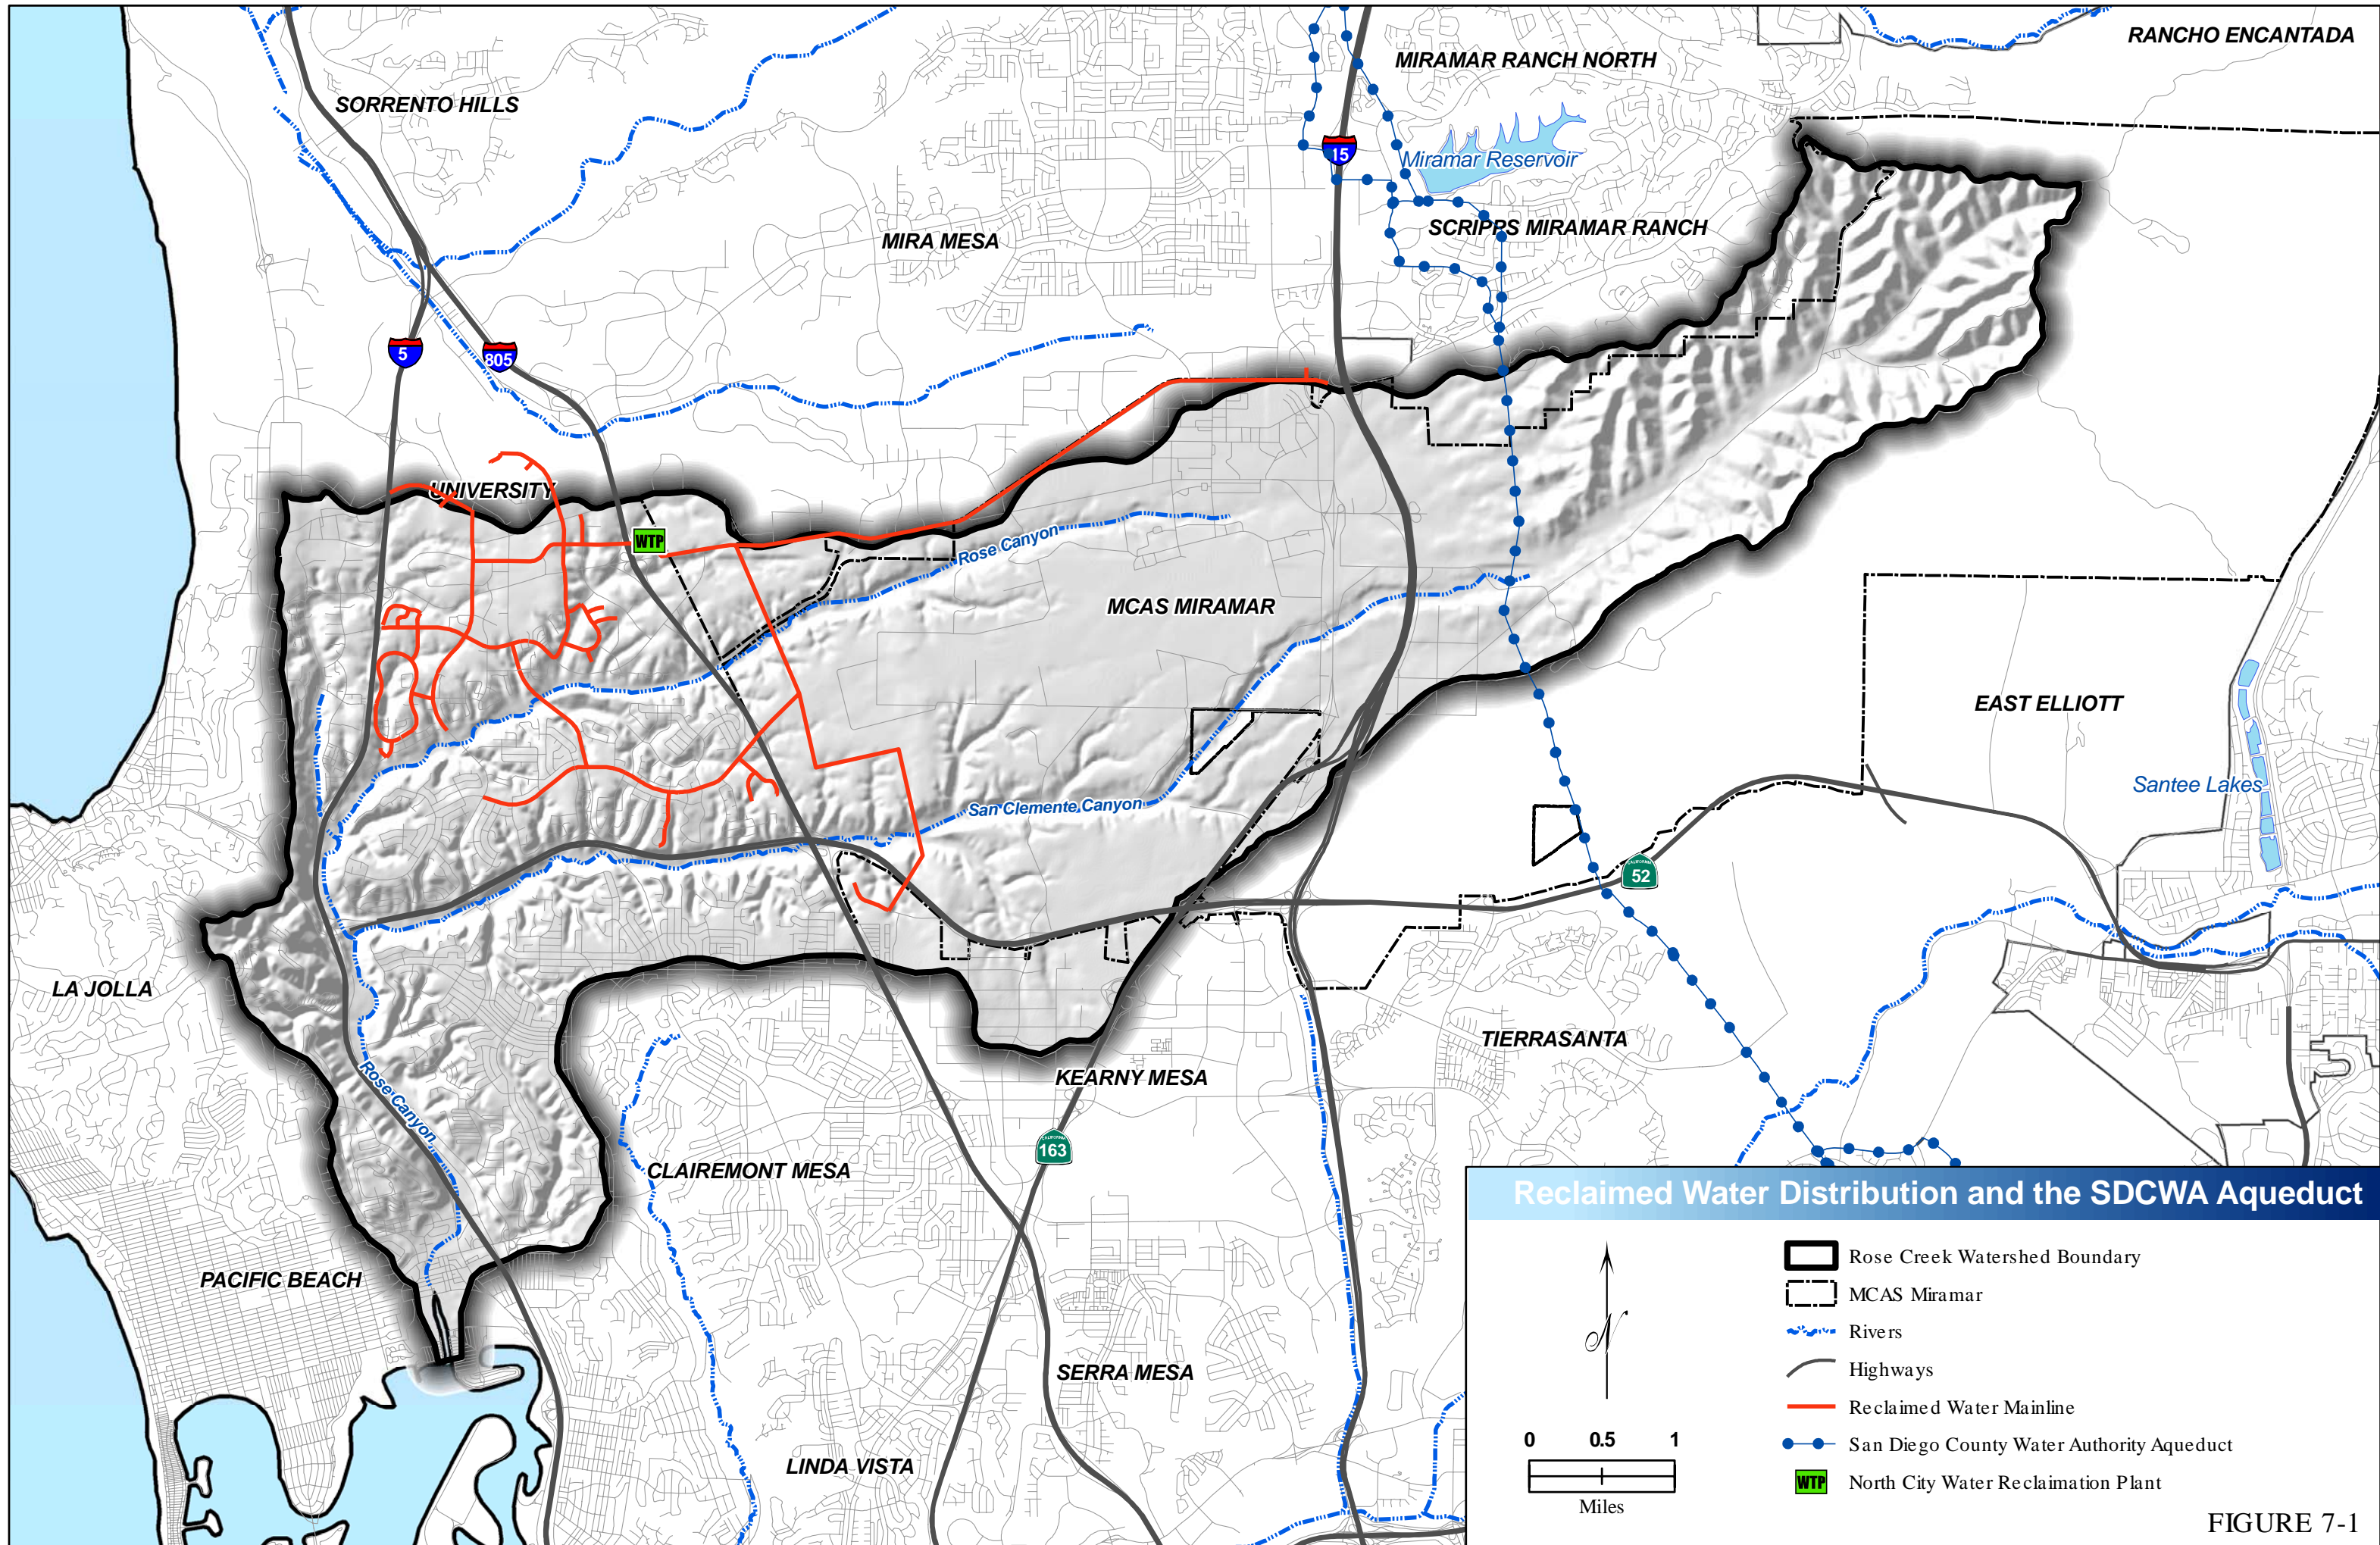 RANCHO ENCANTADA
MIRAMAR RANCH NORTH
SORRENTO HILLS
15
Miramar Reservoir
SCRIPPS MIRAMAR RANCH
MIRA MESA
5
805
UNIVERSITY
WTP
Rose Canyon
MCAS MIRAMAR
EAST ELLIOTT
Santee Lakes
San Clemente Canyon
CALIFORNIA
52
LA JOLLA
TIERRASANTA
KEARNY MESA
Rose Canyon
CALIFORNIA
163
CLAIREMONT MESA
PACIFIC BEACH
SERRA MESA
LINDA VISTA
Reclaimed Water Distribution and the SDCWA Aqueduct
N
Rose Creek Watershed Boundary
MCAS Miramar
Rivers
Highways
Reclaimed Water Mainline
San Diego County Water Authority Aqueduct
WTP North City Water Reclaimation Plant
0 0.5 1
Miles
FIGURE 7-1